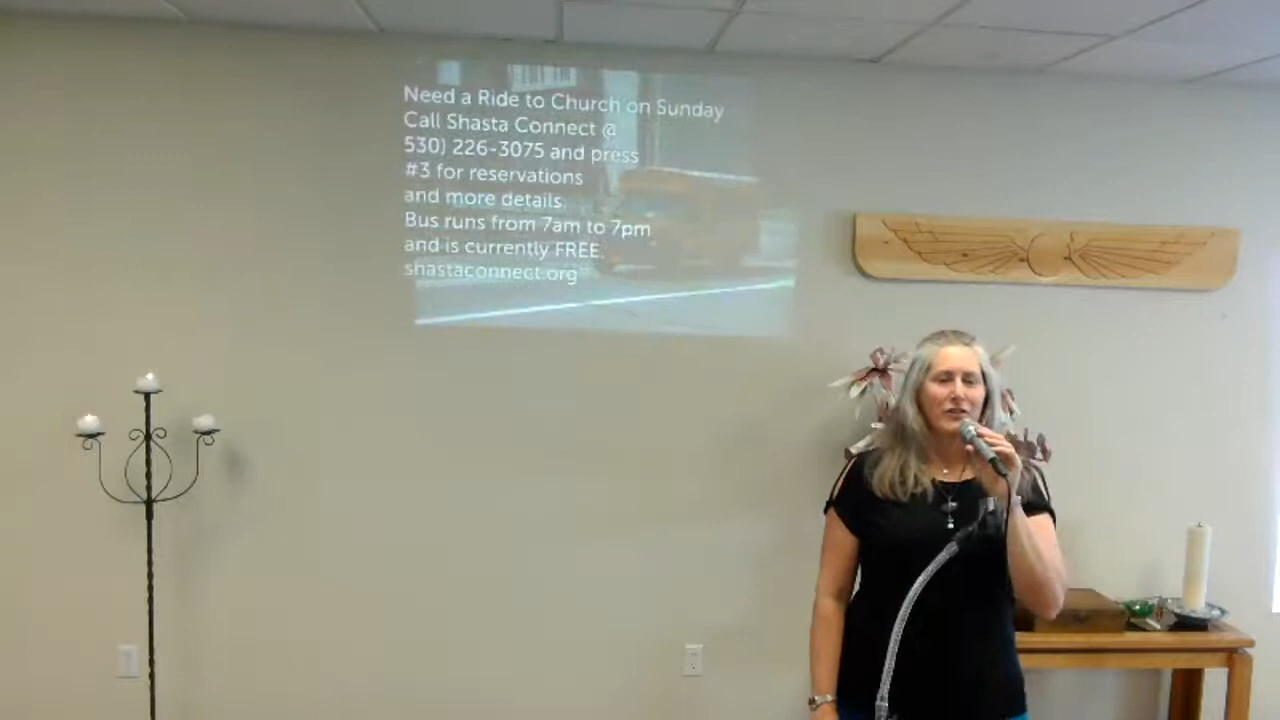 Need a Ride to Church on Sunday
Call Shasta Connect @
530) 226-3075 and press
#3 for reservations
and more details.
Bus runs from 7am to 7pm
and is currently FREE.
shastaconnect.org